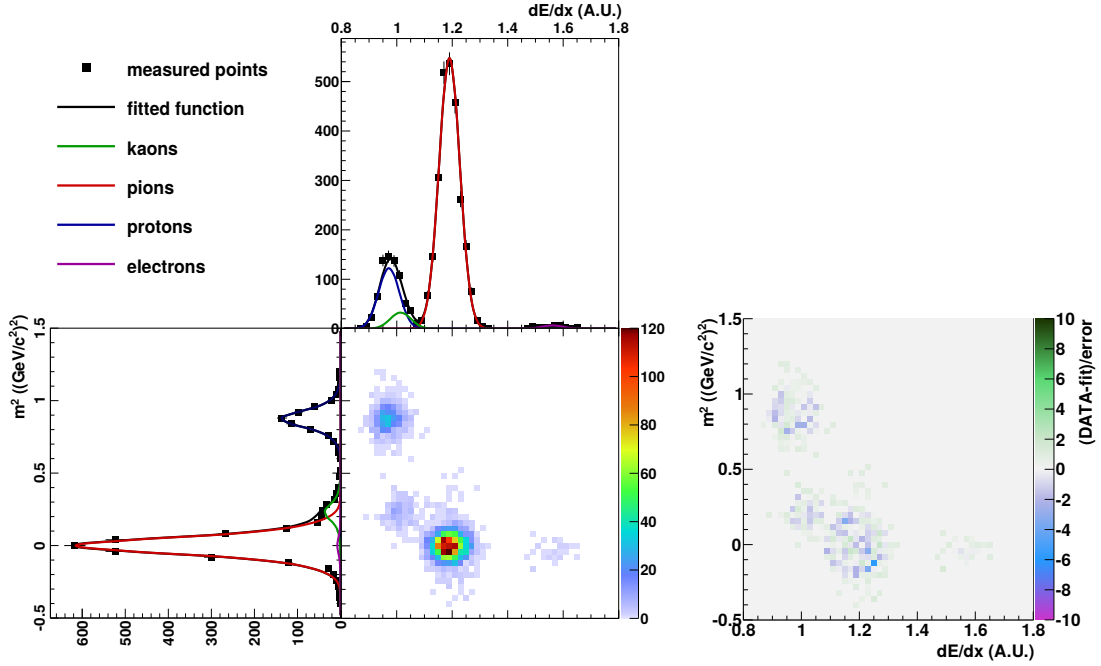 dE/dx (A.U.)
0.8 1 1.2 1.4 1.6 1.8
measured points
fitted function
kaons
pions
protons
electrons
500
400
300
200
100
0
m² ((GeV/c²)²)
1.5
1
0.5
0
-0.5
600 500 400 300 200 100 0
120
100
80
60
40
20
0
m² ((GeV/c²)²)
1.5
1
0.5
0
-0.5
0.8 1 1.2 1.4 1.6 1.8
dE/dx (A.U.)
10
8
6
4
2
0
-2
-4
-6
-8
-10
(DATA-fit)/error